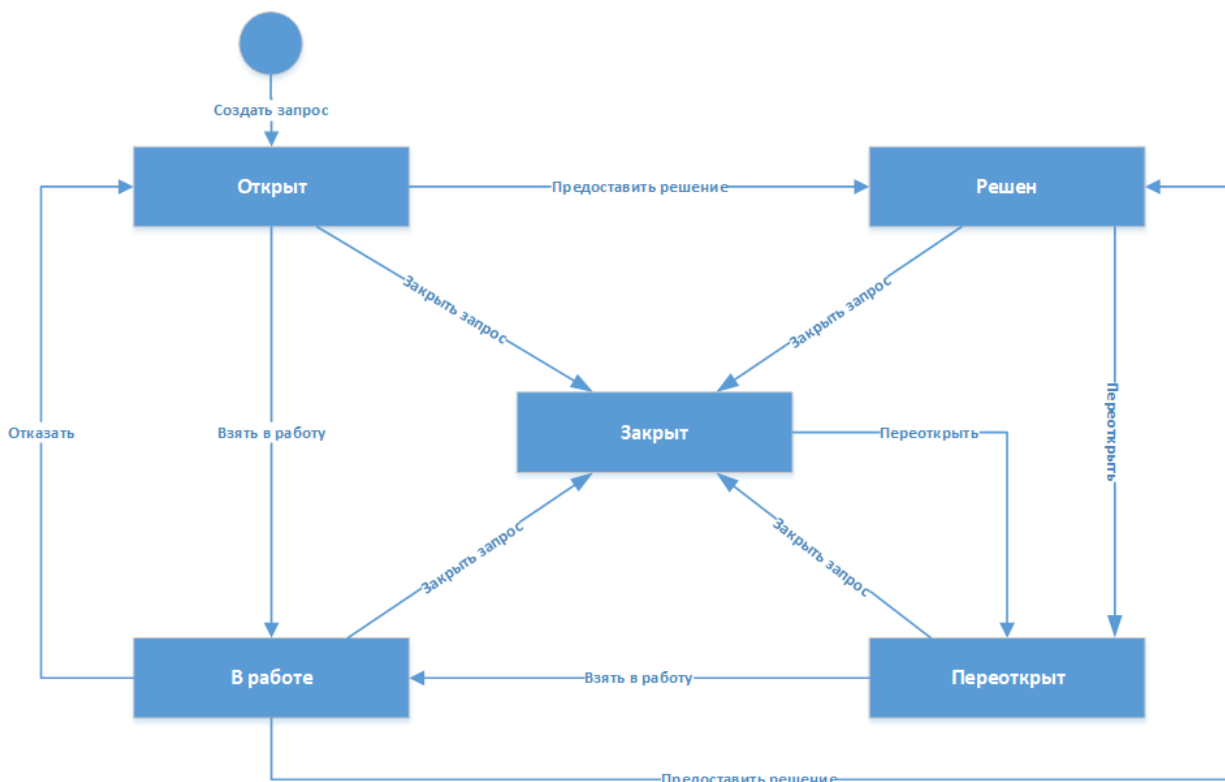 Создать запрос
Открыт
Предоставить решение
Решен
Закрыть запрос
Закрыть запрос
Отказать
Взять в работу
Закрыт
Переоткрыть
Переоткрыть
Закрыть запрос
Закрыть запрос
В работе
Взять в работу
Переоткрыт
Предоставить решение